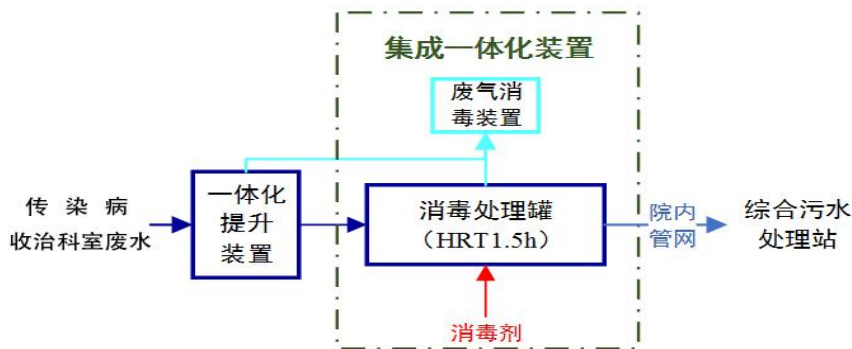 集成一体化装置
废气消
毒装置
传 染 病
收治科室废水
一体化
提升
装置
消毒处理罐
（HRT1.5h）
院内
管网
综合污水
处理站
消毒剂